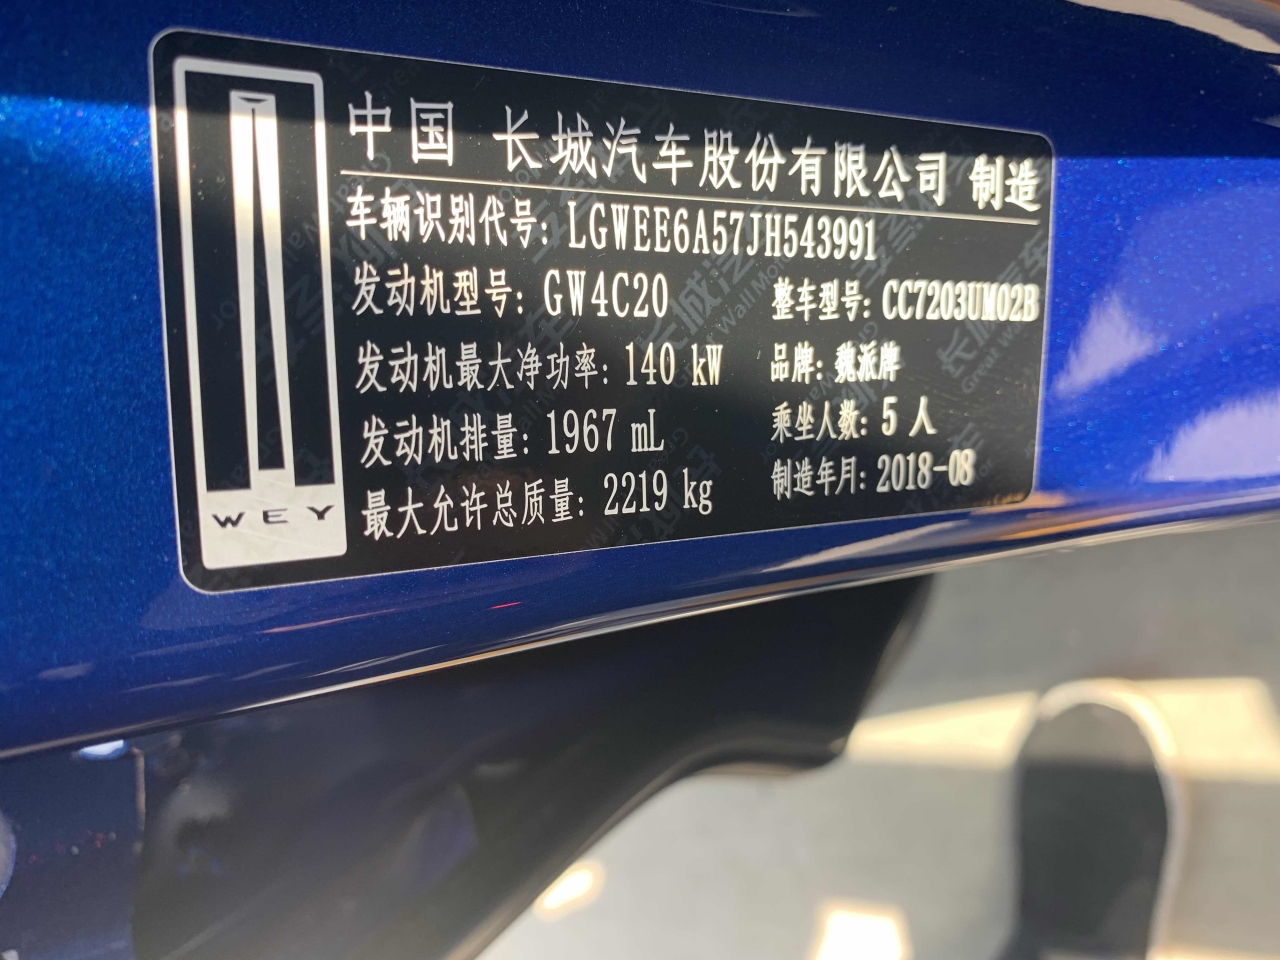 中国 长城汽车股份有限公司 制造
车辆识别代号: LGWEE6A57JH543991
发动机型号: GW4C20 整车型号: CC7203UM02B
发动机最大净功率: 140 kW 品牌: 魏派牌
发动机排量: 1967 mL 乘坐人数: 5 人
最大允许总质量: 2219 kg 制造年月: 2018-08
WEY